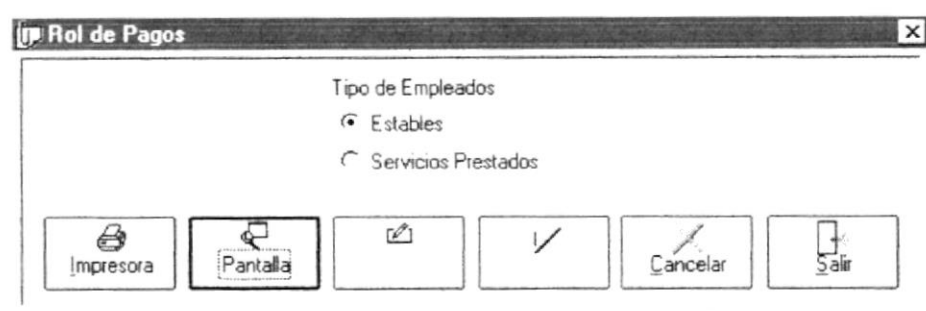 Rol de Pagos
Tipo de Empleados
Estables
Servicios Prestados
Impresora
Pantalla
Cancelar
Salir